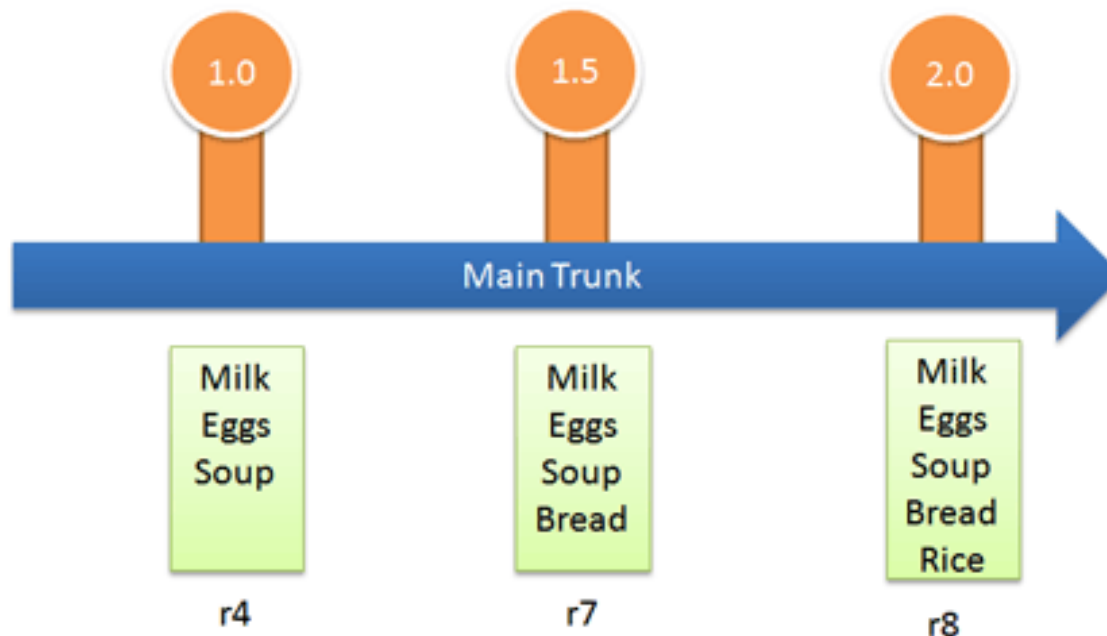 1.0
1.5
2.0
Main Trunk
Milk
Eggs
Soup
r4
Milk
Eggs
Soup
Bread
r7
Milk
Eggs
Soup
Bread
Rice
r8